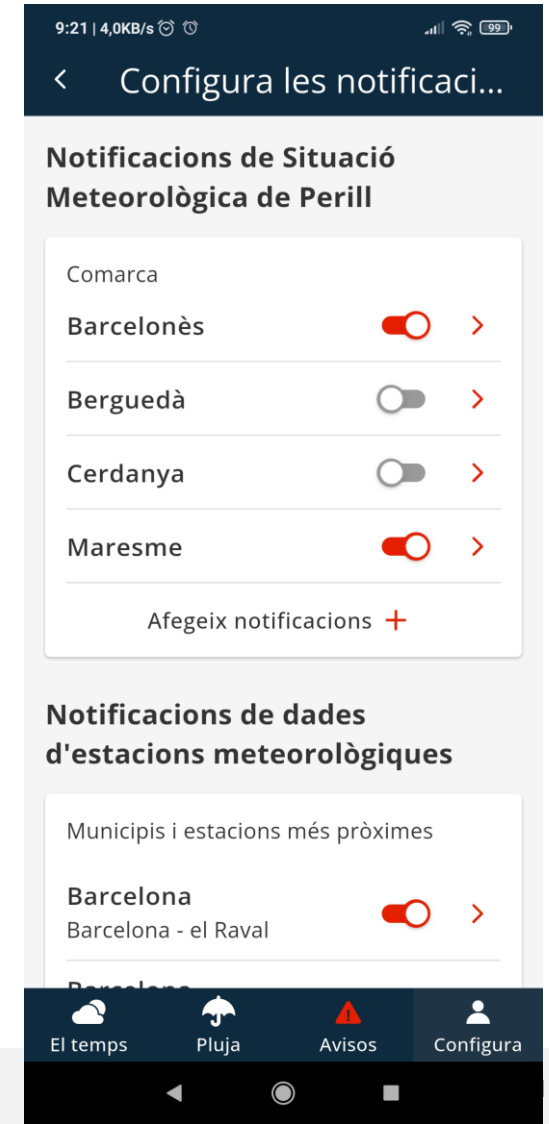 9:21 | 4,0KB/s
99
Configura les notificaci...
Notificacions de Situació
Meteorològica de Perill
Comarca
Barcelonès
Berguedà
Cerdanya
Maresme
Afegeix notificacions +
Notificacions de dades
d'estacions meteorològiques
Municipis i estacions més pròximes
Barcelona
Barcelona - el Raval
Barcelona
El temps Pluja Avisos Configura